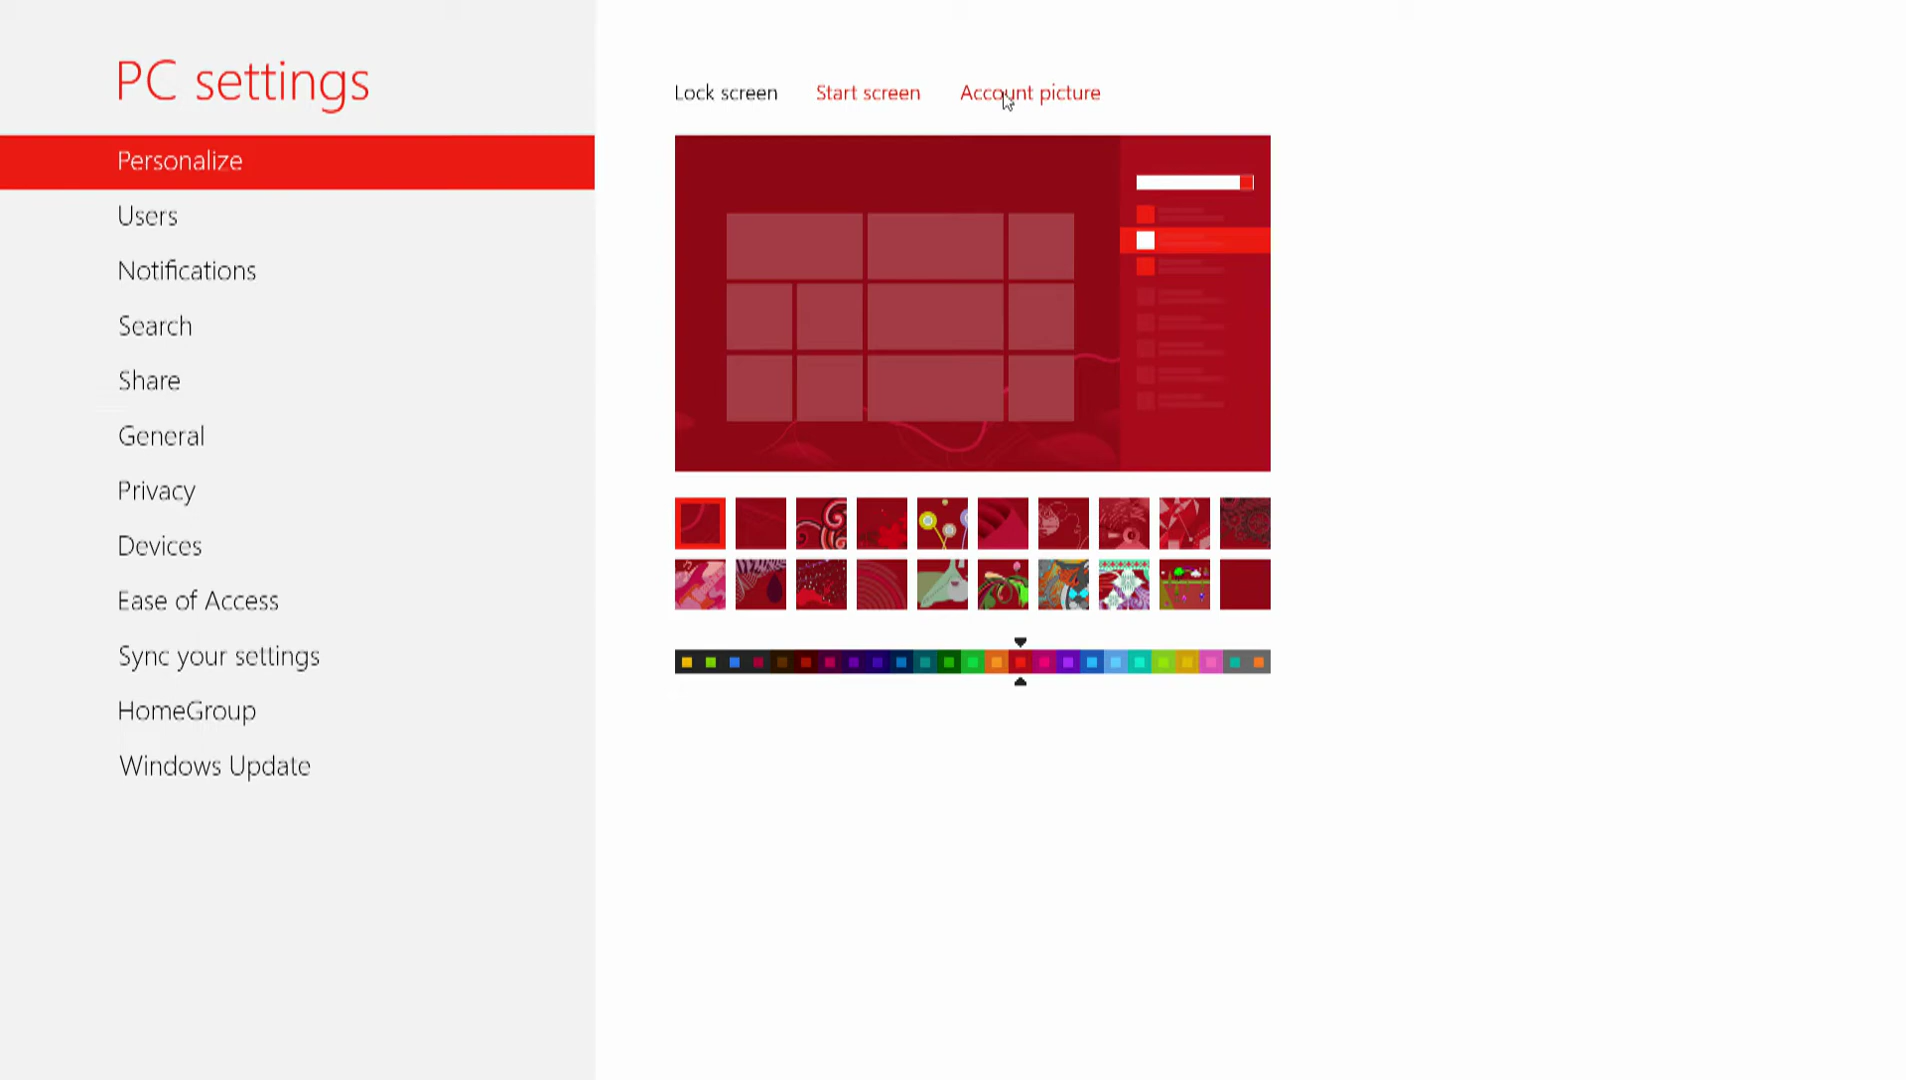 PC settings
Personalize
Users
Notifications
Search
Share
General
Privacy
Devices
Ease of Access
Sync your settings
HomeGroup
Windows Update
Lock screen
Start screen
Account picture